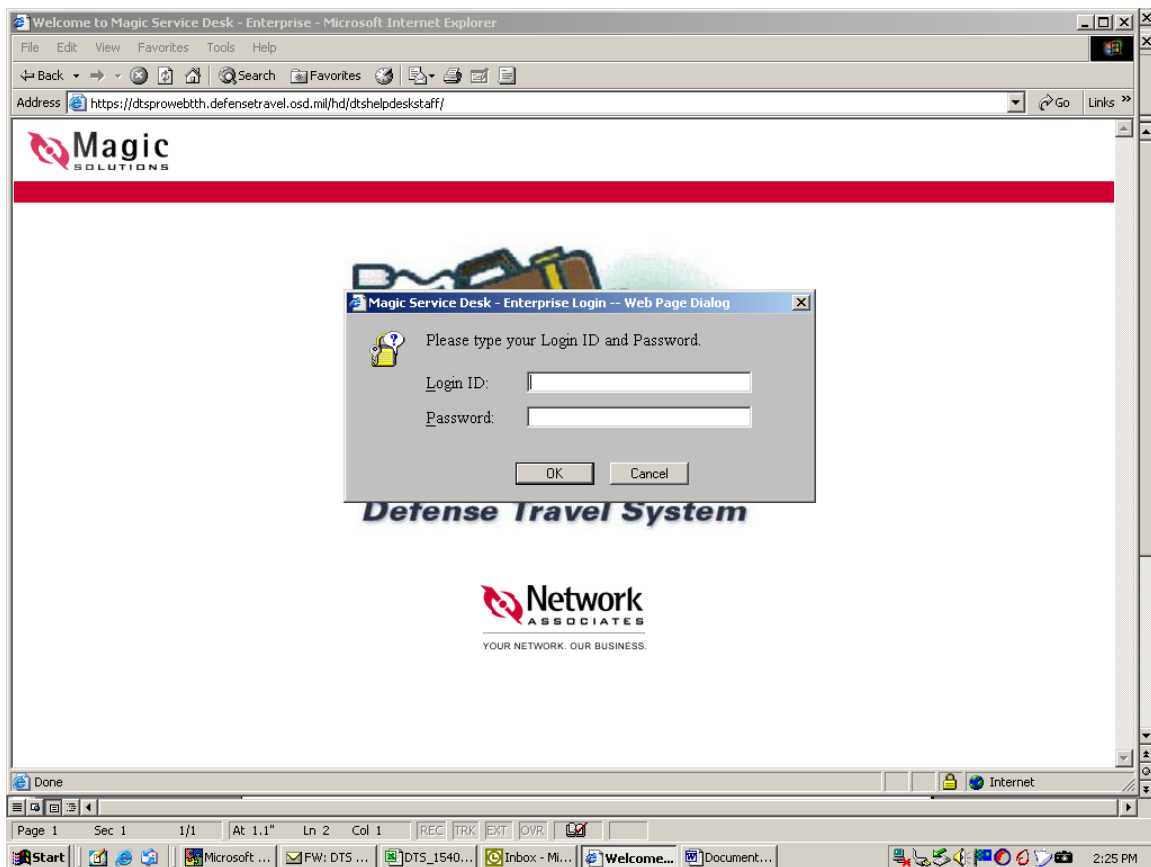 Welcome to Magic Service Desk - Enterprise - Microsoft Internet Explorer
File Edit View Favorites Tools Help
Back Search Favorites
Address https://dtsprowebtth.defensetravel.osd.mil/hd/dtshelpdeskstaff/ Go Links »
Magic
SOLUTIONS
Magic Service Desk - Enterprise Login -- Web Page Dialog
Please type your Login ID and Password.
Login ID:
Password:
OK Cancel
Defense Travel System
Network
ASSOCIATES
YOUR NETWORK. OUR BUSINESS.
Done Internet
Page 1 Sec 1 1/1 At 1.1" Ln 2 Col 1 REC TRK EXT OVR
Start Microsoft ... FW: DTS ... DTS_1540... Inbox - Mi... Welcome... Document... 2:25 PM